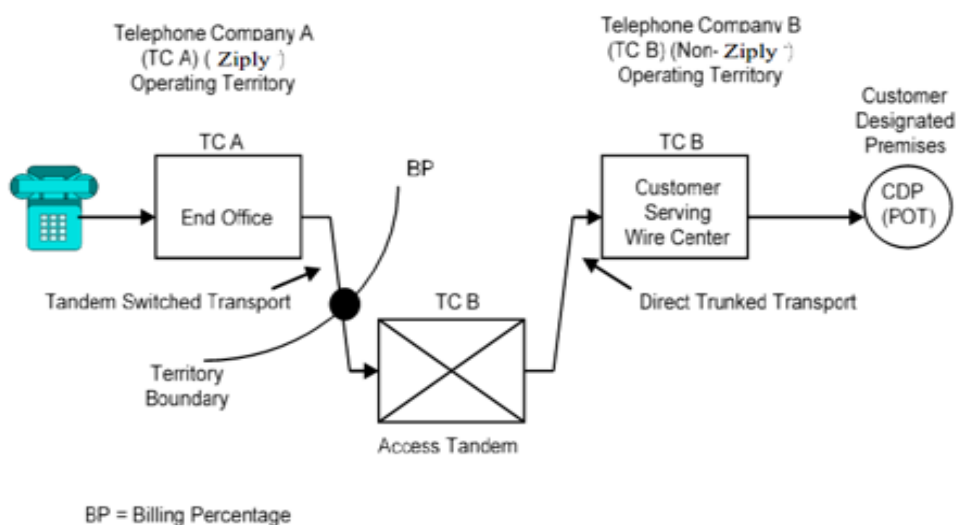 Telephone Company A
(TC A) ( Ziply )
Operating Territory
Telephone Company B
(TC B) (Non- Ziply )
Operating Territory
Customer
Designated
Premises
TC A
End Office
BP
TC B
Customer
Serving
Wire Center
CDP
(POT)
Tandem Switched Transport
TC B
Direct Trunked Transport
Territory
Boundary
Access Tandem
BP = Billing Percentage